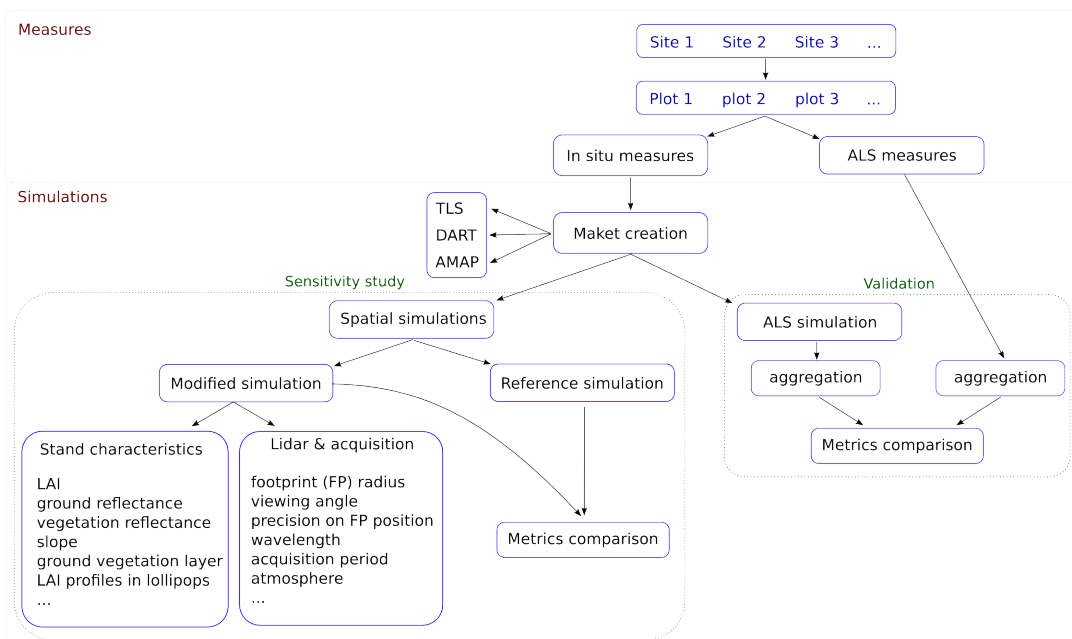 Measures
Site 1 Site 2 Site 3 ...
Plot 1 plot 2 plot 3 ...
In situ measures
ALS measures
Simulations
TLS
DART
AMAP
Maket creation
Sensitivity study
Validation
Spatial simulations
ALS simulation
Modified simulation
Reference simulation
aggregation
aggregation
Metrics comparison
Stand characteristics
LAI
ground reflectance
vegetation reflectance
slope
ground vegetation layer
LAI profiles in lollipops
...
Lidar & acquisition
footprint (FP) radius
viewing angle
precision on FP position
wavelength
acquisition period
atmosphere
...
Metrics comparison